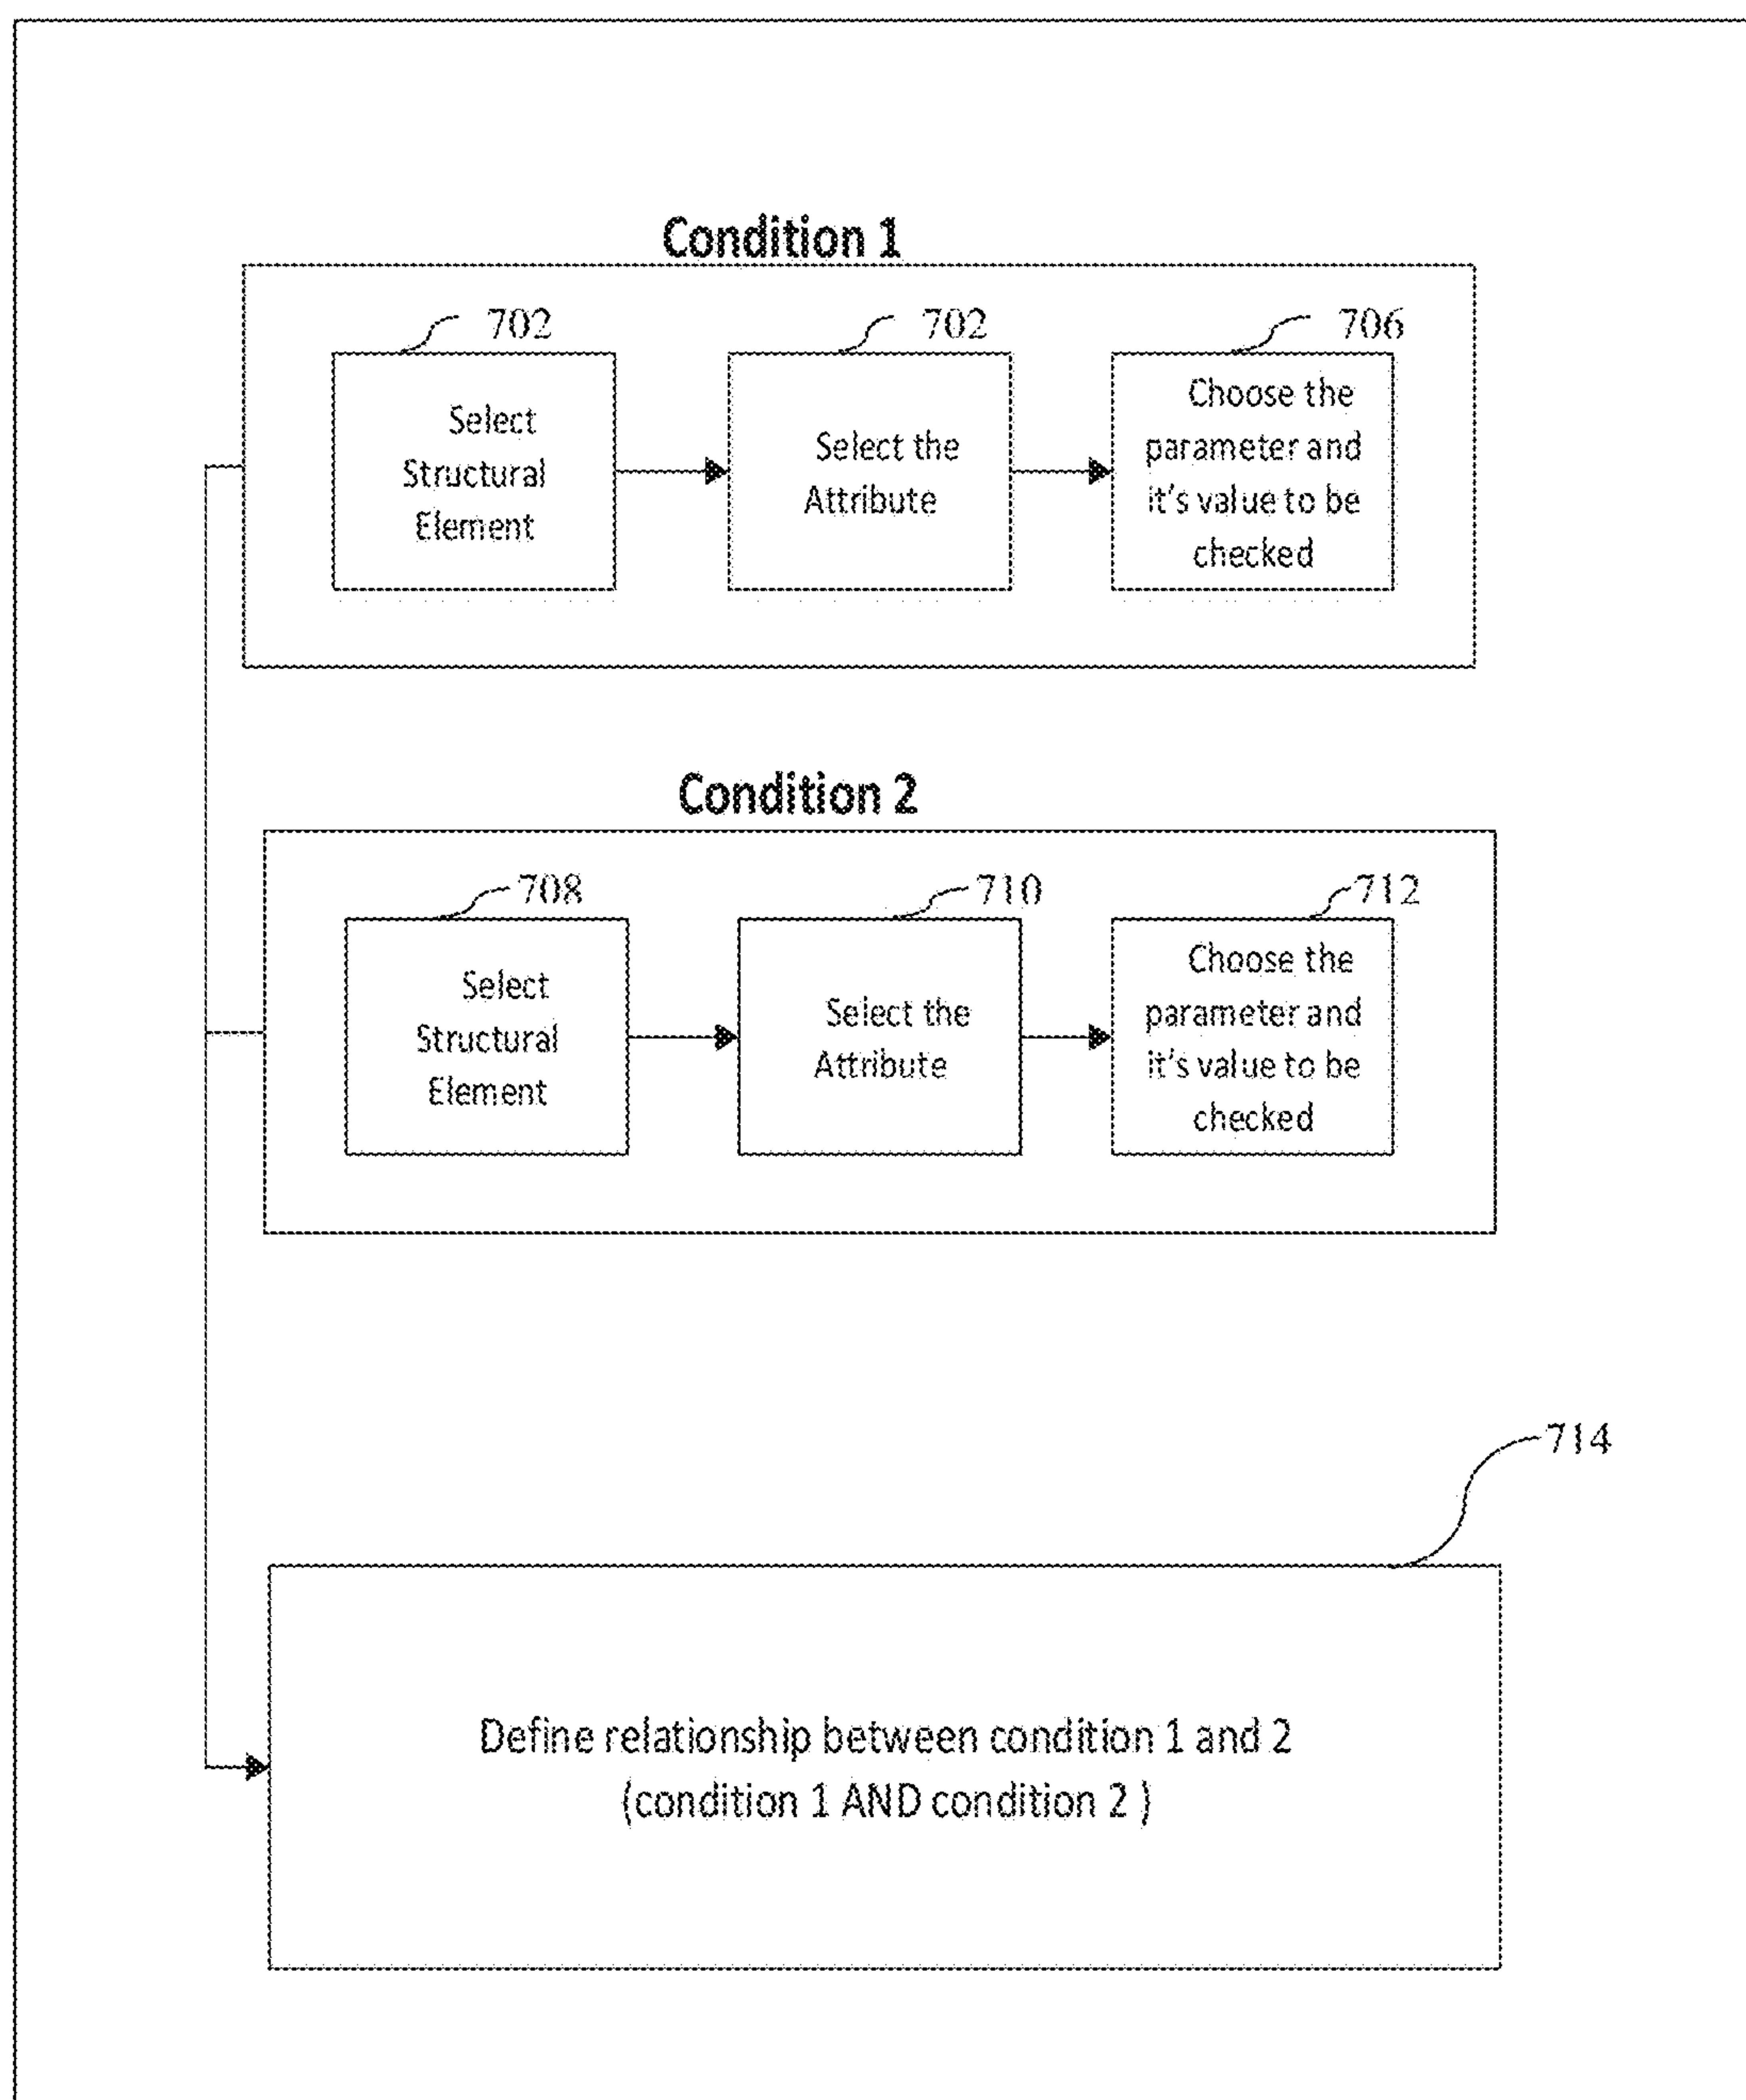 Condition 1
702
702
706
Select
Structural
Element
Select the
Attribute
Choose the
parameter and
it's value to be
checked
Condition 2
708
710
712
Select
Structural
Element
Select the
Attribute
Choose the
parameter and
it's value to be
checked
714
Define relationship between condition 1 and 2
(condition 1 AND condition 2 )